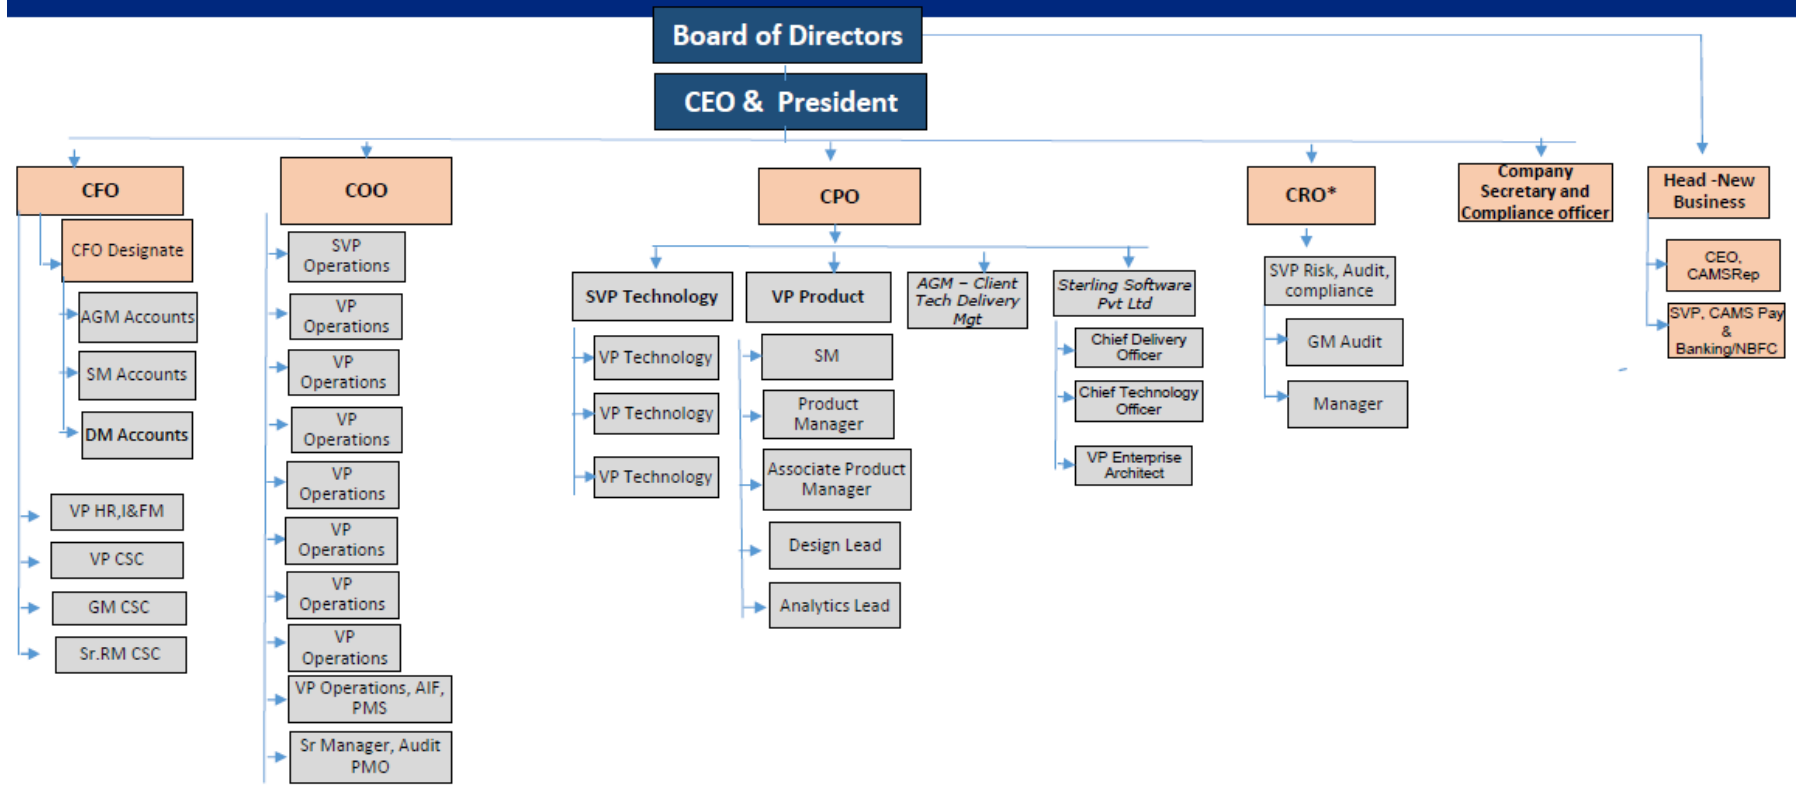 Board of Directors
CEO & President
CFO
CFO Designate
AGM Accounts
SM Accounts
DM Accounts
VP HR,I&FM
VP CSC
GM CSC
Sr.RM CSC
COO
SVP
Operations
VP
Operations
VP
Operations
VP
Operations
VP
Operations
VP
Operations
VP
Operations
VP
Operations
VP Operations, AIF,
PMS
Sr Manager, Audit
PMO
CPO
SVP Technology
VP Technology
VP Technology
VP Technology
VP Product
SM
Product
Manager
Associate Product
Manager
Design Lead
Analytics Lead
AGM – Client
Tech Delivery
Mgt
Sterling Software
Pvt Ltd
Chief Delivery
Officer
Chief Technology
Officer
VP Enterprise
Architect
CRO*
SVP Risk, Audit,
compliance
GM Audit
Manager
Company
Secretary and
Compliance officer
Head -New
Business
CEO,
CAMSRep
SVP, CAMS Pay
&
Banking/NBFC